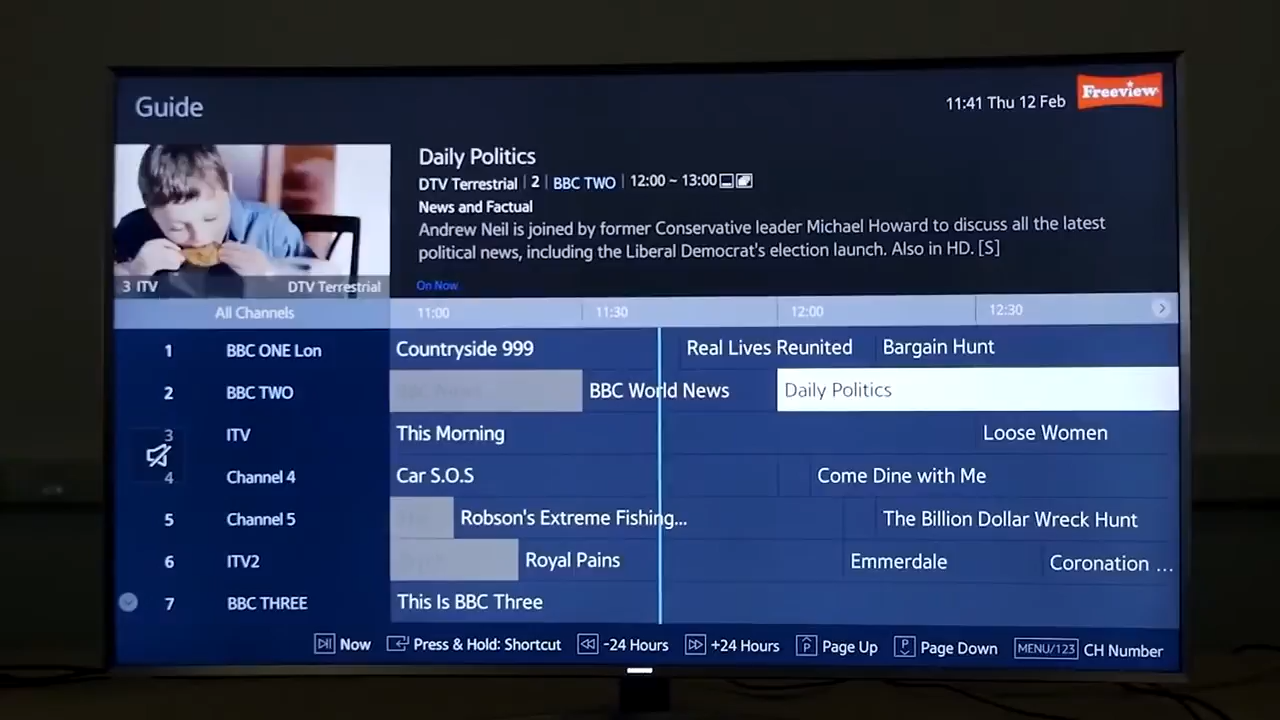 Guide
11:41 Thu 12 Feb
Freeview
Daily Politics
DTV Terrestrial | 2 | BBC TWO | 12:00 ~ 13:00
News and Factual
Andrew Neil is joined by former Conservative leader Michael Howard to discuss all the latest
political news, including the Liberal Democrat's election launch. Also in HD. [S]
3 ITV DTV Terrestrial
On Now
All Channels 11:00 11:30 12:00 12:30
1 BBC ONE Lon Countryside 999 Real Lives Reunited Bargain Hunt
2 BBC TWO BBC World News Daily Politics
3 ITV This Morning Loose Women
4 Channel 4 Car S.O.S Come Dine with Me
5 Channel 5 Robson's Extreme Fishing... The Billion Dollar Wreck Hunt
6 ITV2 Royal Pains Emmerdale Coronation ...
7 BBC THREE This Is BBC Three
Now Press & Hold: Shortcut -24 Hours +24 Hours P Page Up P Page Down MENU/123 CH Number